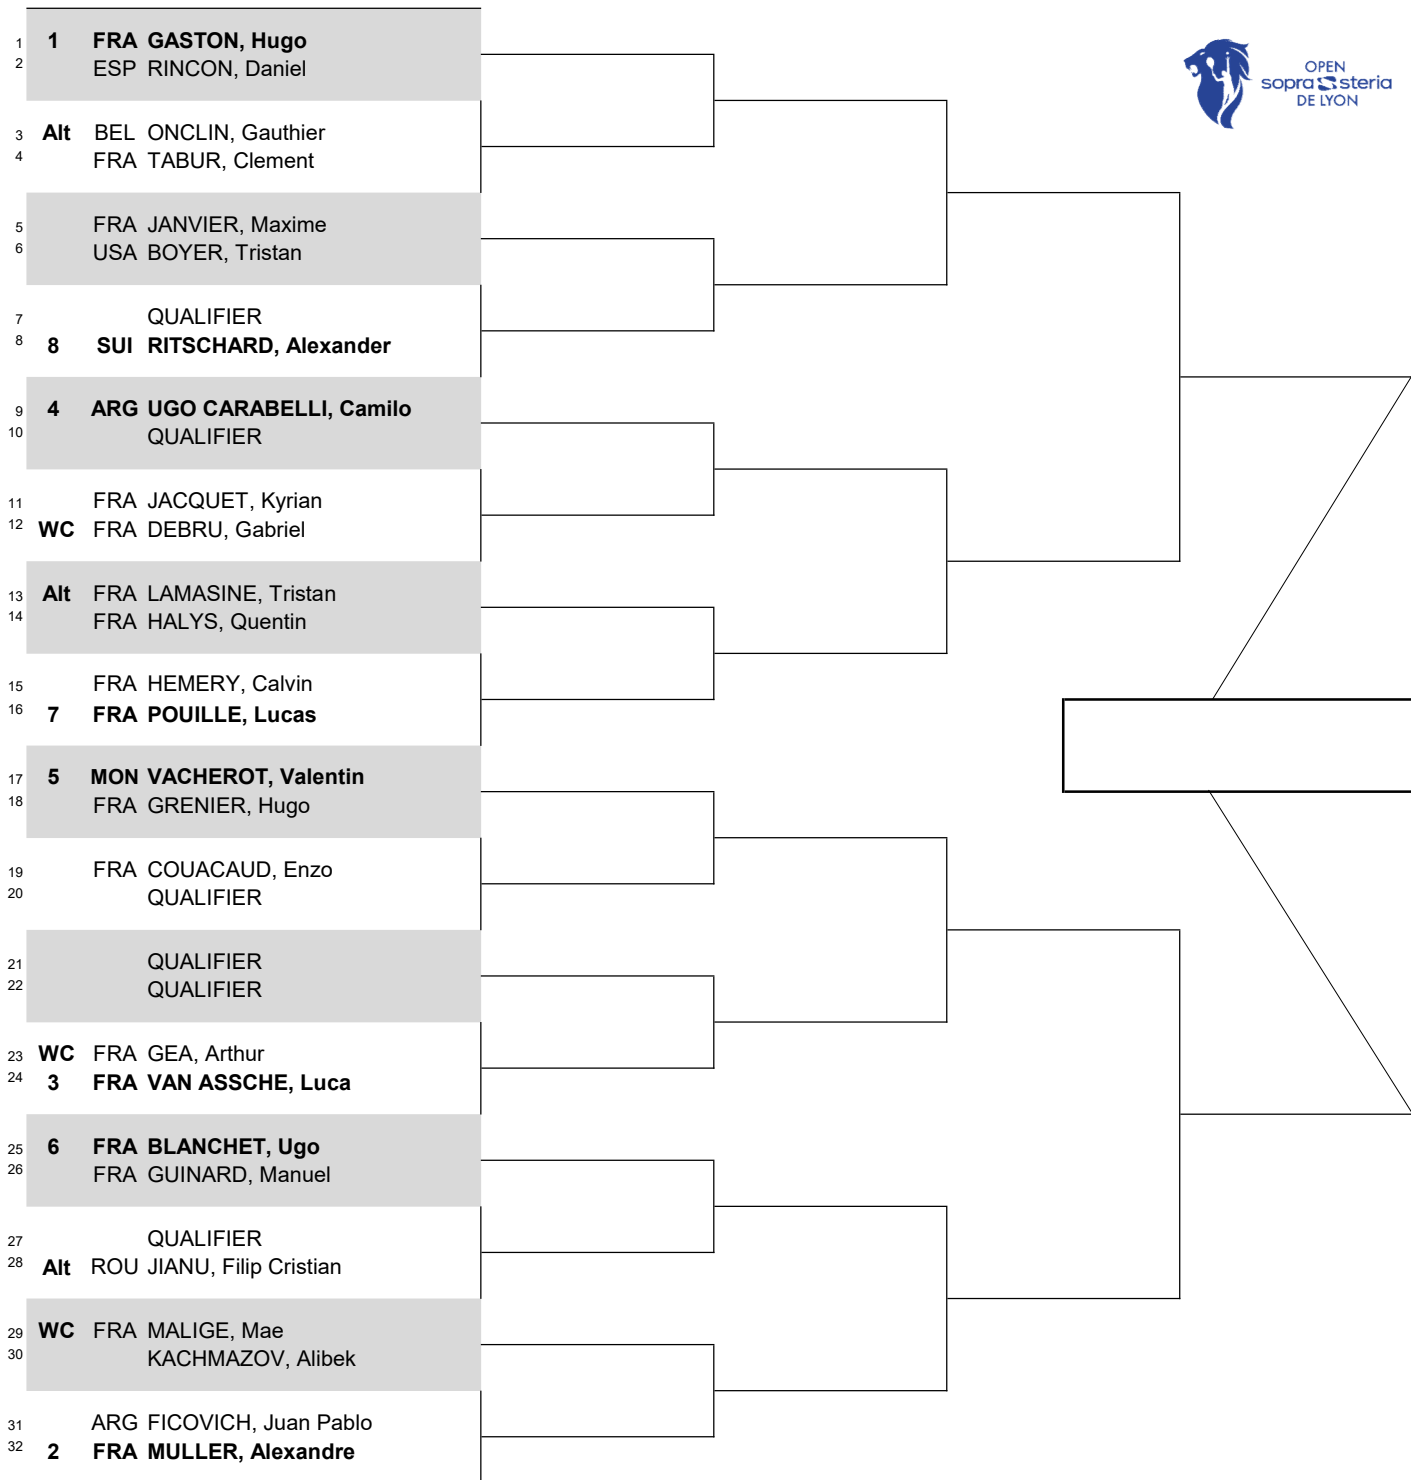 OPEN
sopra steria
DE LYON
1 1 FRA GASTON, Hugo
2 ESP RINCON, Daniel
3 Alt BEL ONCLIN, Gauthier
4 FRA TABUR, Clement
5 FRA JANVIER, Maxime
6 USA BOYER, Tristan
7 QUALIFIER
8 8 SUI RITSCHARD, Alexander
9 4 ARG UGO CARABELLI, Camilo
10 QUALIFIER
11 FRA JACQUET, Kyrian
12 WC FRA DEBRU, Gabriel
13 Alt FRA LAMASINE, Tristan
14 FRA HALYS, Quentin
15 FRA HEMERY, Calvin
16 7 FRA POUILLE, Lucas
17 5 MON VACHEROT, Valentin
18 FRA GRENIER, Hugo
19 FRA COUACAUD, Enzo
20 QUALIFIER
21 QUALIFIER
22 QUALIFIER
23 WC FRA GEA, Arthur
24 3 FRA VAN ASSCHE, Luca
25 6 FRA BLANCHET, Ugo
26 FRA GUINARD, Manuel
27 QUALIFIER
28 Alt ROU JIANU, Filip Cristian
29 WC FRA MALIGE, Mae
30 KACHMAZOV, Alibek
31 ARG FICOVICH, Juan Pablo
32 2 FRA MULLER, Alexandre